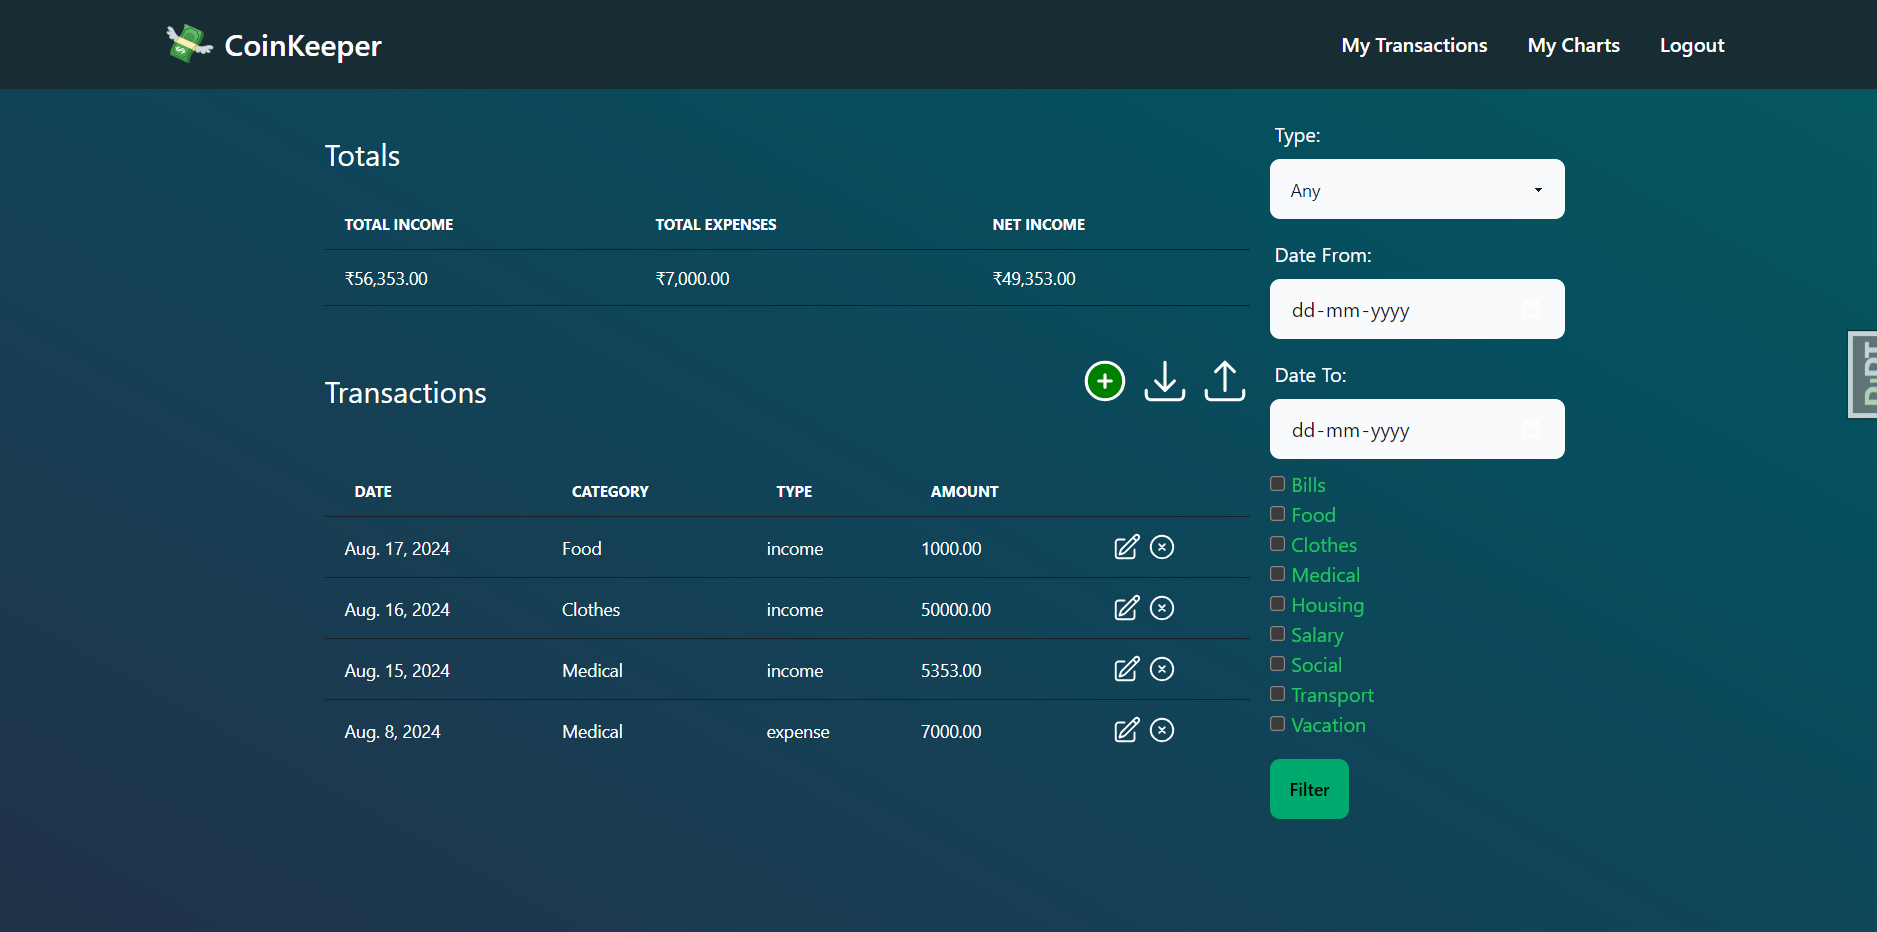 CoinKeeper
My Transactions My Charts Logout
Totals
TOTAL INCOME TOTAL EXPENSES NET INCOME
₹56,353.00 ₹7,000.00 ₹49,353.00
Transactions
DATE CATEGORY TYPE AMOUNT
Aug. 17, 2024 Food income 1000.00
Aug. 16, 2024 Clothes income 50000.00
Aug. 15, 2024 Medical income 5353.00
Aug. 8, 2024 Medical expense 7000.00
Type:
Any
Date From:
dd-mm-yyyy
Date To:
dd-mm-yyyy
Bills
Food
Clothes
Medical
Housing
Salary
Social
Transport
Vacation
Filter